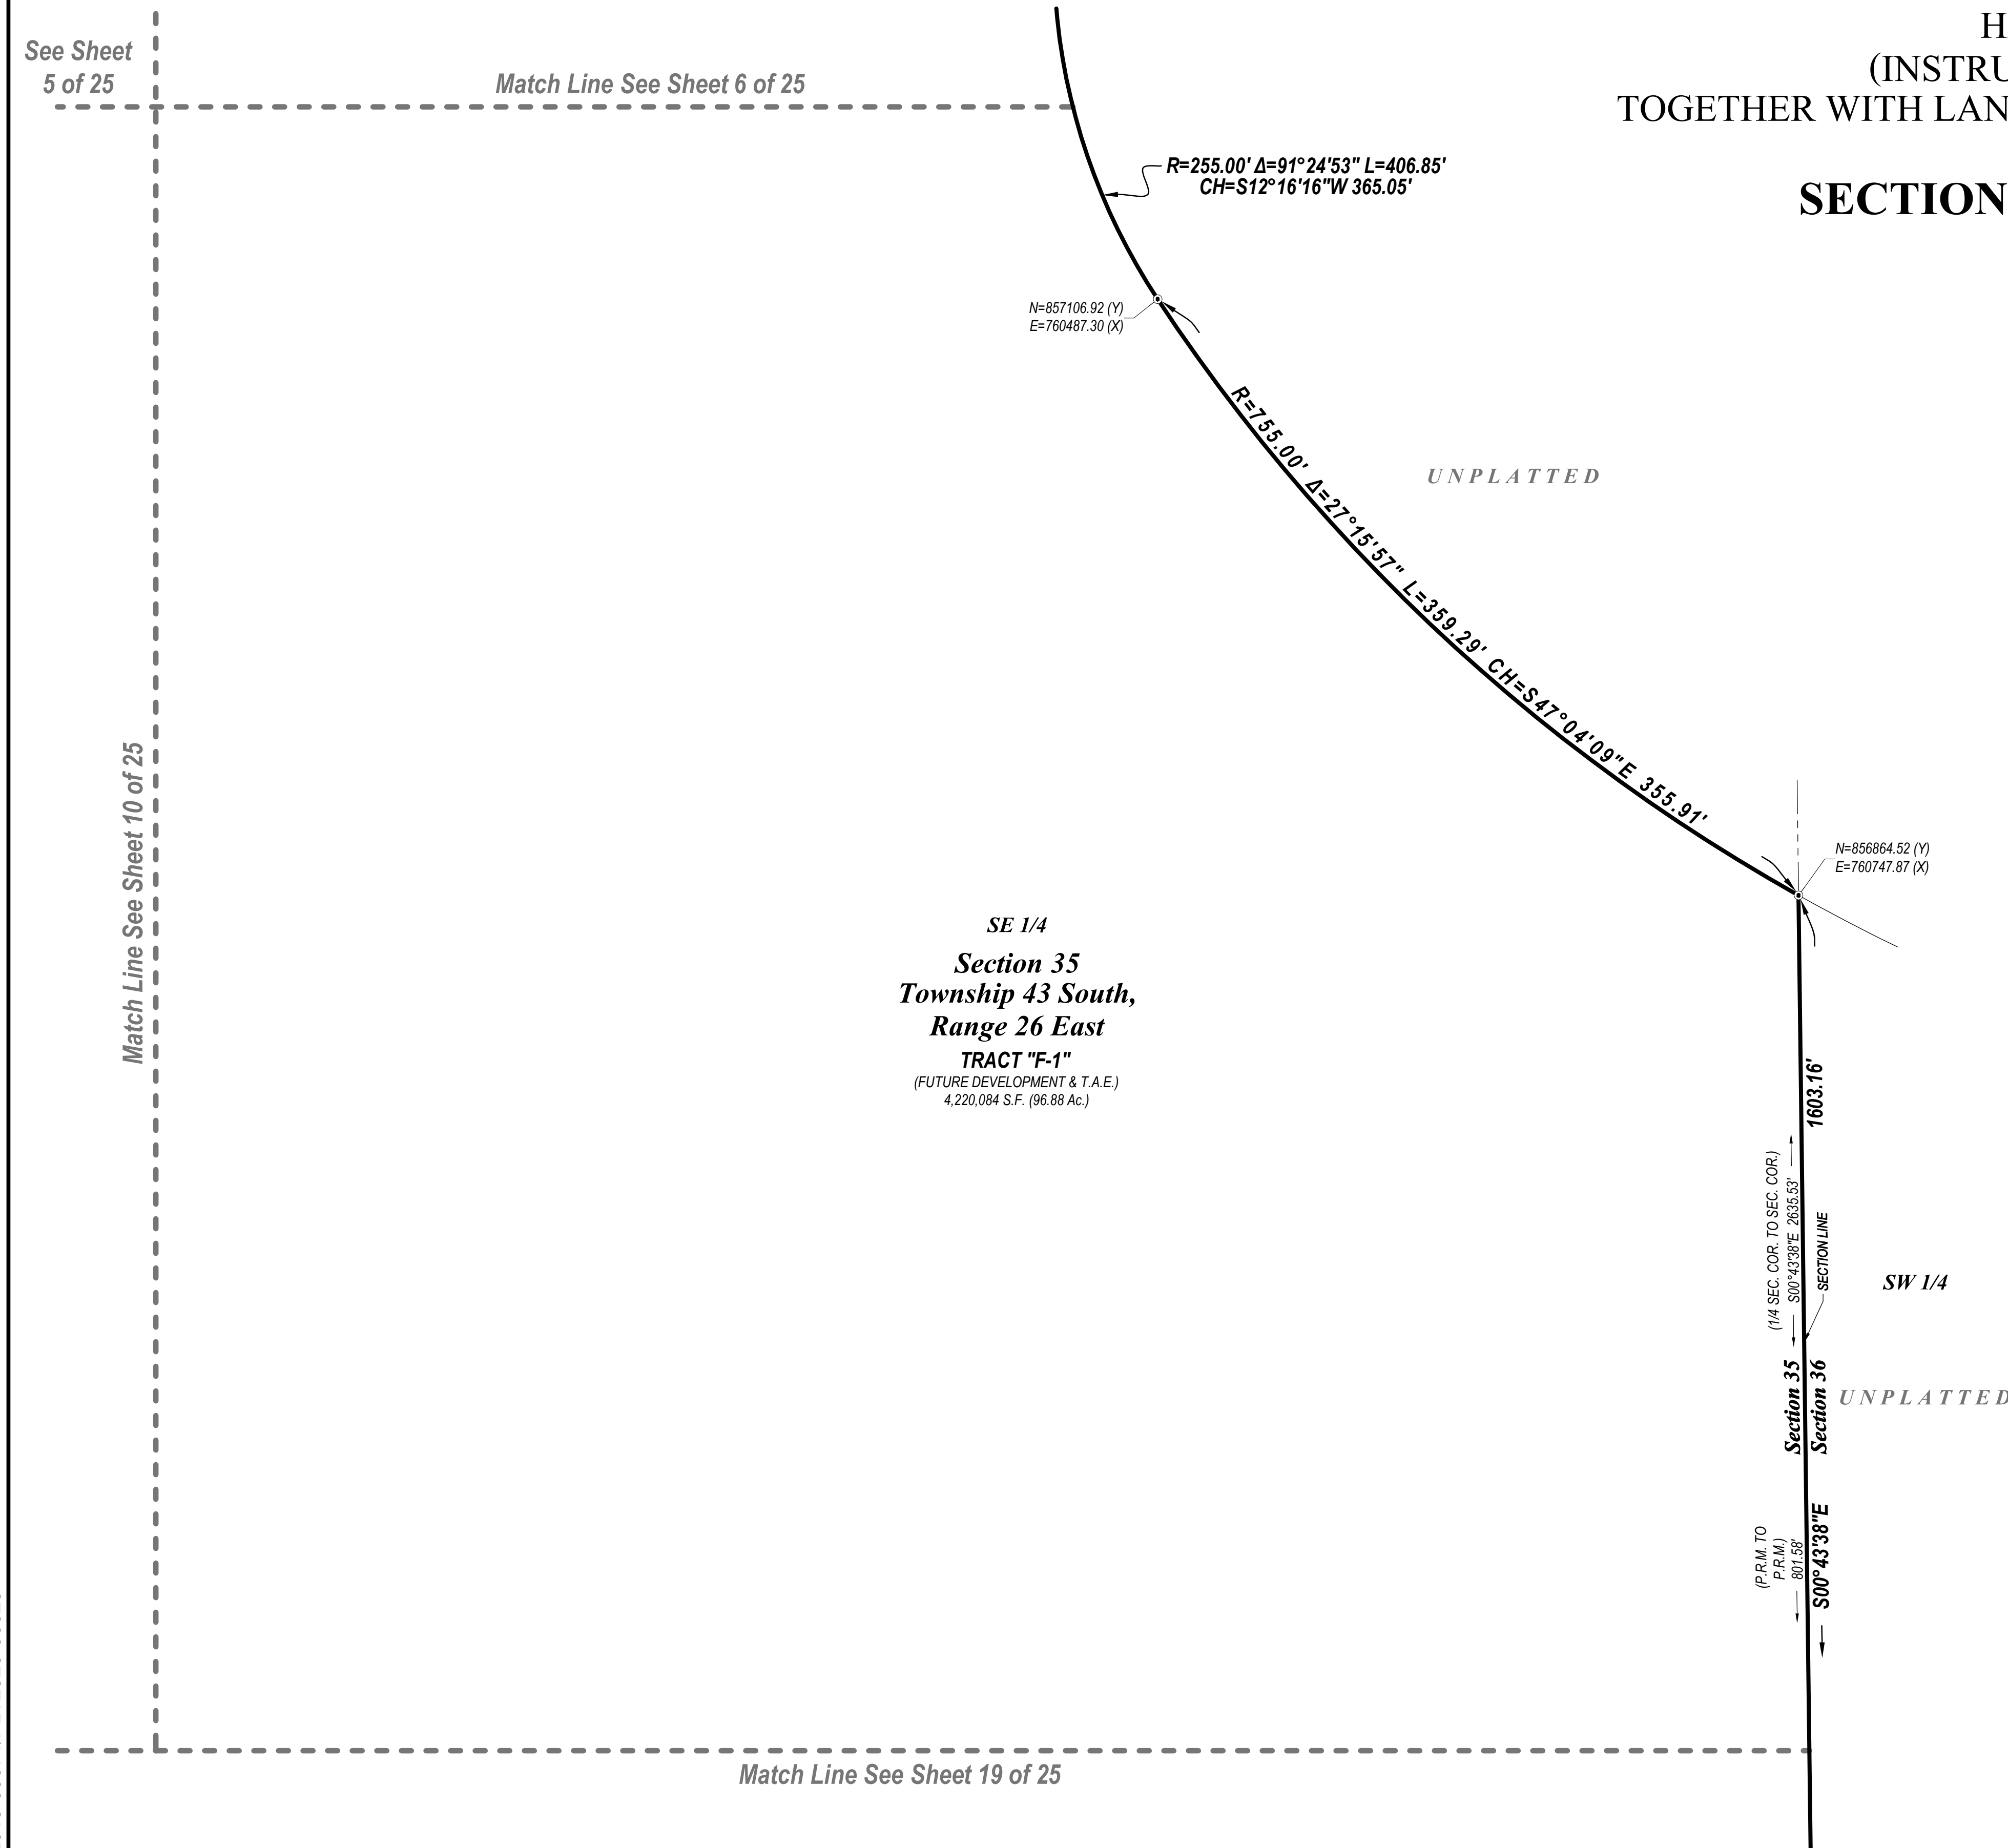 See Sheet
5 of 25
Match Line See Sheet 6 of 25
H
(INSTRU
TOGETHER WITH LAN
SECTION
R=255.00' Δ=91°24'53" L=406.85'
CH=S12°16'16"W 365.05'
N=857106.92 (Y)
E=760487.30 (X)
R=755.00' Δ=27°15'57" L=359.29' CH=S47°04'09"E 355.91'
UNPLATTED
Match Line See Sheet 10 of 25
N=856864.52 (Y)
E=760747.87 (X)
SE 1/4
Section 35
Township 43 South,
Range 26 East
TRACT "F-1"
(FUTURE DEVELOPMENT & T.A.E.)
4,220,084 S.F. (96.88 Ac.)
1603.16'
(1/4 SEC. COR. TO SEC. COR.)
S00°43'38"E 2635.53'
SECTION LINE
SW 1/4
Section 35
Section 36
UNPLATTED
(P.R.M. TO
P.R.M.)
801.58'
S00°43'38"E
Match Line See Sheet 19 of 25